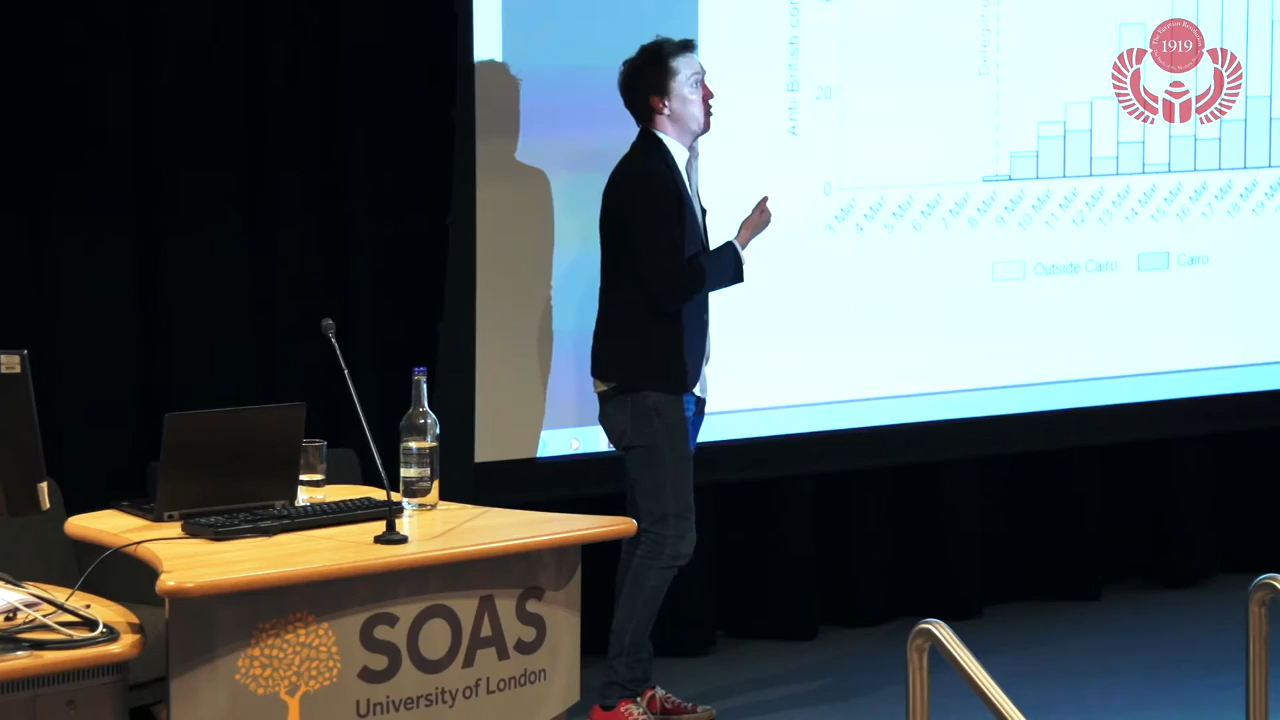 Anti-British co
20
0
3 Mar
4 Mar
5 Mar
6 Mar
7 Mar
8 Mar
9 Mar
10 Mar
11 Mar
12 Mar
13 Mar
14 Mar
15 Mar
16 Mar
17 Mar
18 Mar
19 M
Outside Cairo
Cairo
1919
SOAS
University of London